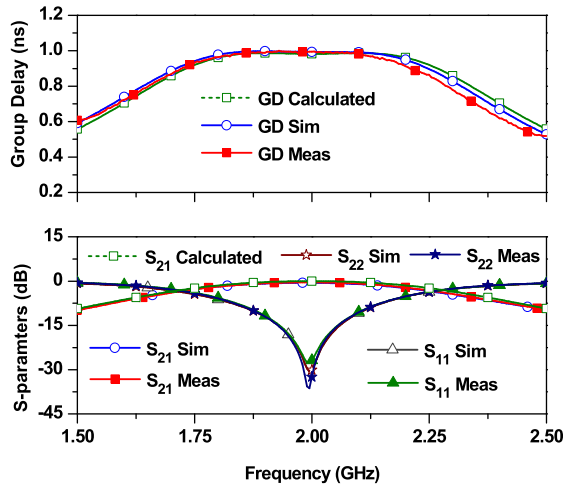 1.2
1.0
0.8
0.6
0.4
0.2
Group Delay (ns)
GD Calculated
GD Sim
GD Meas
15
0
-15
-30
-45
S-paramters (dB)
S21 Calculated
S22 Sim
S22 Meas
S21 Sim
S11 Sim
S21 Meas
S11 Meas
1.50
1.75
2.00
2.25
2.50
Frequency (GHz)